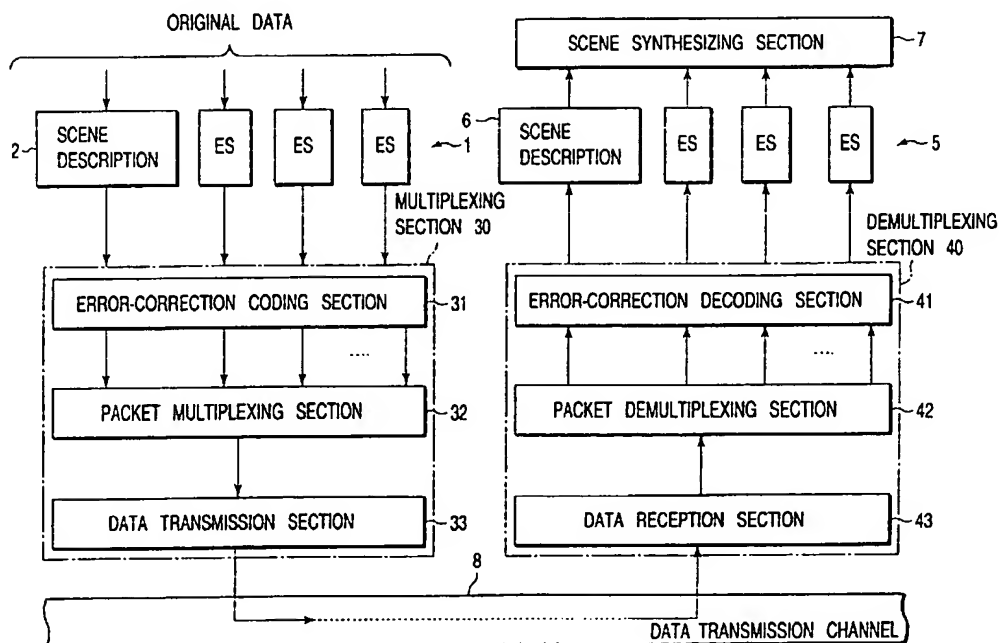 ORIGINAL DATA
2
SCENE
DESCRIPTION
ES
ES
ES
1
MULTIPLEXING
SECTION 30
ERROR-CORRECTION CODING SECTION
31
....
PACKET MULTIPLEXING SECTION
32
DATA TRANSMISSION SECTION
33
SCENE SYNTHESIZING SECTION
7
6
SCENE
DESCRIPTION
ES
ES
ES
5
DEMULTIPLEXING
SECTION 40
ERROR-CORRECTION DECODING SECTION
41
....
PACKET DEMULTIPLEXING SECTION
42
DATA RECEPTION SECTION
43
8
DATA TRANSMISSION CHANNEL